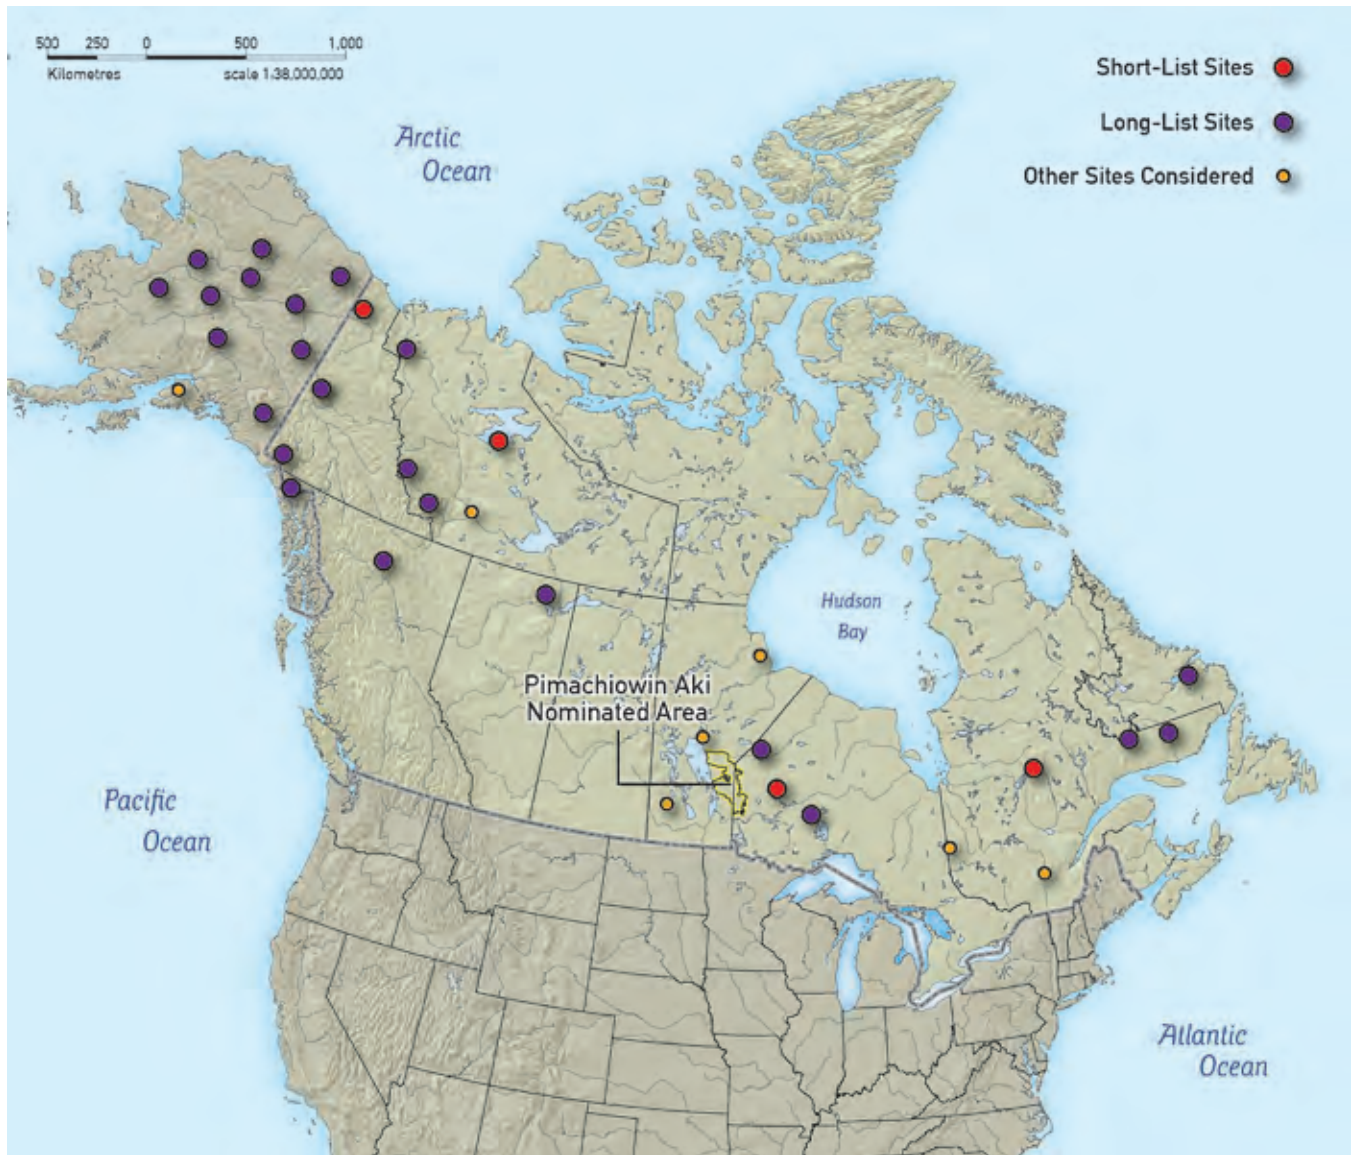 500 250 0 500 1,000
Kilometres scale 1:38,000,000
Short-List Sites
Long-List Sites
Other Sites Considered
Arctic
Ocean
Hudson
Bay
Pimachiowin Aki
Nominated Area
Pacific
Ocean
Atlantic
Ocean